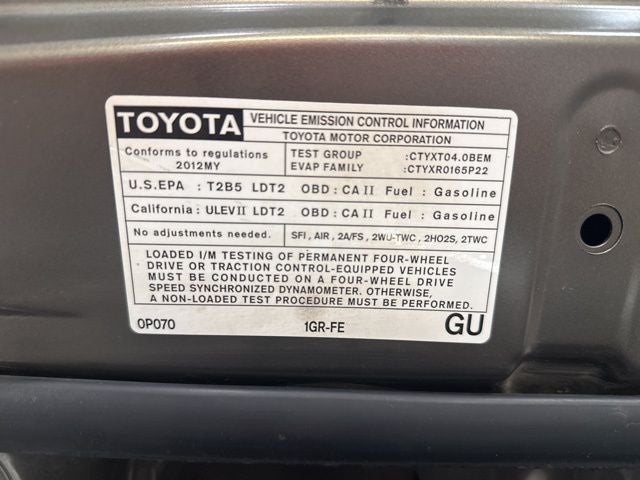 TOYOTA
VEHICLE EMISSION CONTROL INFORMATION
TOYOTA MOTOR CORPORATION
Conforms to regulations
2012MY
TEST GROUP :CTYXT04.0BEM
EVAP FAMILY :CTYXR0165P22
U.S.EPA : T2B5 LDT2 OBD : CA II Fuel : Gasoline
California : ULEVII LDT2 OBD : CA II Fuel : Gasoline
No adjustments needed. SFI, AIR, 2A/FS, 2WU-TWC, 2HO2S, 2TWC
LOADED I/M TESTING OF PERMANENT FOUR-WHEEL
DRIVE OR TRACTION CONTROL-EQUIPPED VEHICLES
MUST BE CONDUCTED ON A FOUR-WHEEL DRIVE
SPEED SYNCHRONIZED DYNAMOMETER. OTHERWISE,
A NON-LOADED TEST PROCEDURE MUST BE PERFORMED.
0P070 1GR-FE GU